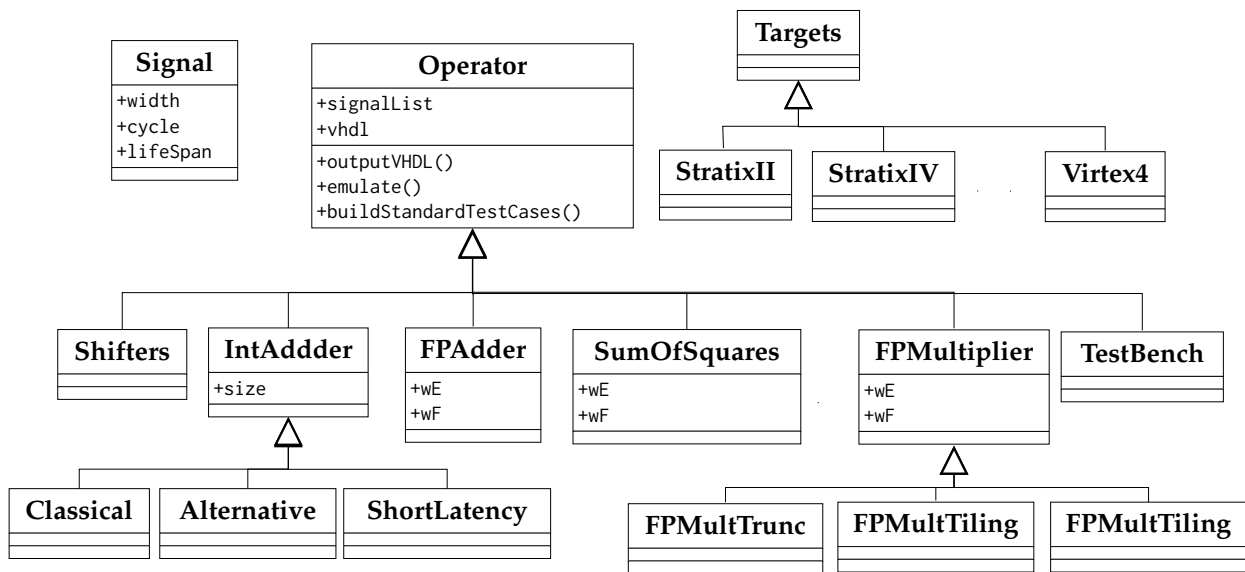 Targets
Signal
+width
+cycle
+lifeSpan
Operator
+signalList
+vhdl
+outputVHDL()
+emulate()
+buildStandardTestCases()
StratixII
StratixIV
Virtex4
Shifters
IntAddder
+size
FPAdder
+wE
+wF
SumOfSquares
+wE
+wF
FPMultiplier
+wE
+wF
TestBench
Classical
Alternative
ShortLatency
FPMultTrunc
FPMultTiling
FPMultTiling